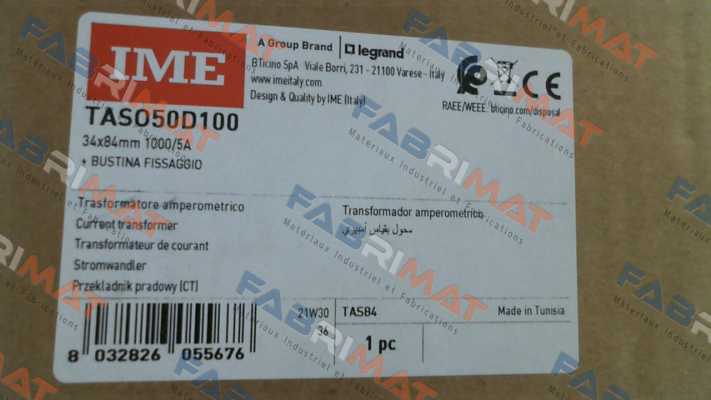 IME
A Group Brand legrand
BTicino SpA Viale Borri, 231 - 21100 Varese - Italy
www.imeitaly.com
Design & Quality by IME (Italy)
RAEE/WEEE bticino.com/disposal
TASO50D100
34x84mm 1000/5A
+ BUSTINA FISSAGGIO
Trasformatore amperometrico
Current transformer
Transformateur de courant
Stromwandler
Przekładnik prądowy (CT)
Transformador amperometrico
محول بقياس أمبيري
21W30
36
TAS84
Made in Tunisia
1 pc
8 032826 055676
FABRIMAT
Materiaux Industriel et Fabrications